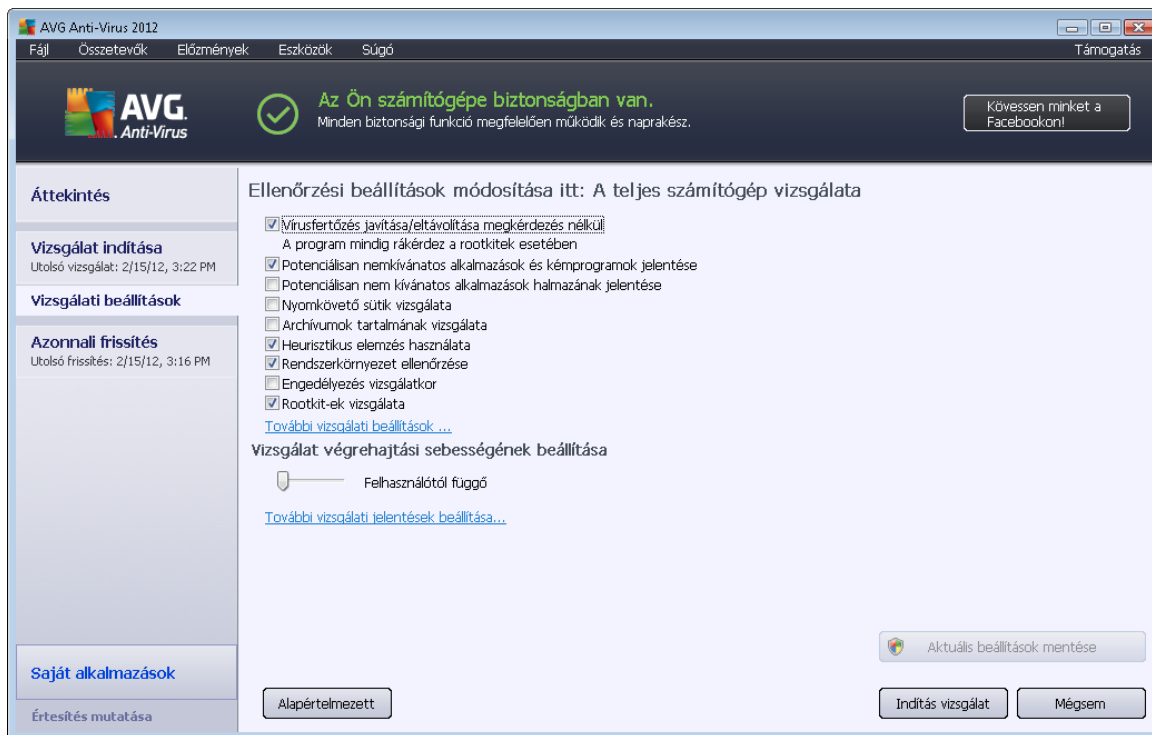 AVG Anti-Virus 2012
Fájl Összetevők Előzmények Eszközök Súgó Támogatás
AVG.
Anti-Virus
Az Ön számítógépe biztonságban van.
Minden biztonsági funkció megfelelően működik és naprakész.
Kövessen minket a
Facebookon!
Áttekintés
Vizsgálat indítása
Utolsó vizsgálat: 2/15/12, 3:22 PM
Vizsgálati beállítások
Azonnali frissítés
Utolsó frissítés: 2/15/12, 3:16 PM
Saját alkalmazások
Értesítés mutatása
Ellenőrzési beállítások módosítása itt: A teljes számítógép vizsgálata
Vírusfertőzés javítása/eltávolítása megkérdezés nélkül
A program mindig rákérdez a rootkitek esetében
Potenciálisan nemkívánatos alkalmazások és kémprogramok jelentése
Potenciálisan nem kívánatos alkalmazások halmazának jelentése
Nyomkövető sütik vizsgálata
Archívumok tartalmának vizsgálata
Heurisztikus elemzés használata
Rendszerkörnyezet ellenőrzése
Engedélyezés vizsgálatkor
Rootkit-ek vizsgálata
További vizsgálati beállítások ...
Vizsgálat végrehajtási sebességének beállítása
Felhasználótól függő
További vizsgálati jelentések beállítása...
Aktuális beállítások mentése
Alapértelmezett
Indítás vizsgálat
Mégsem